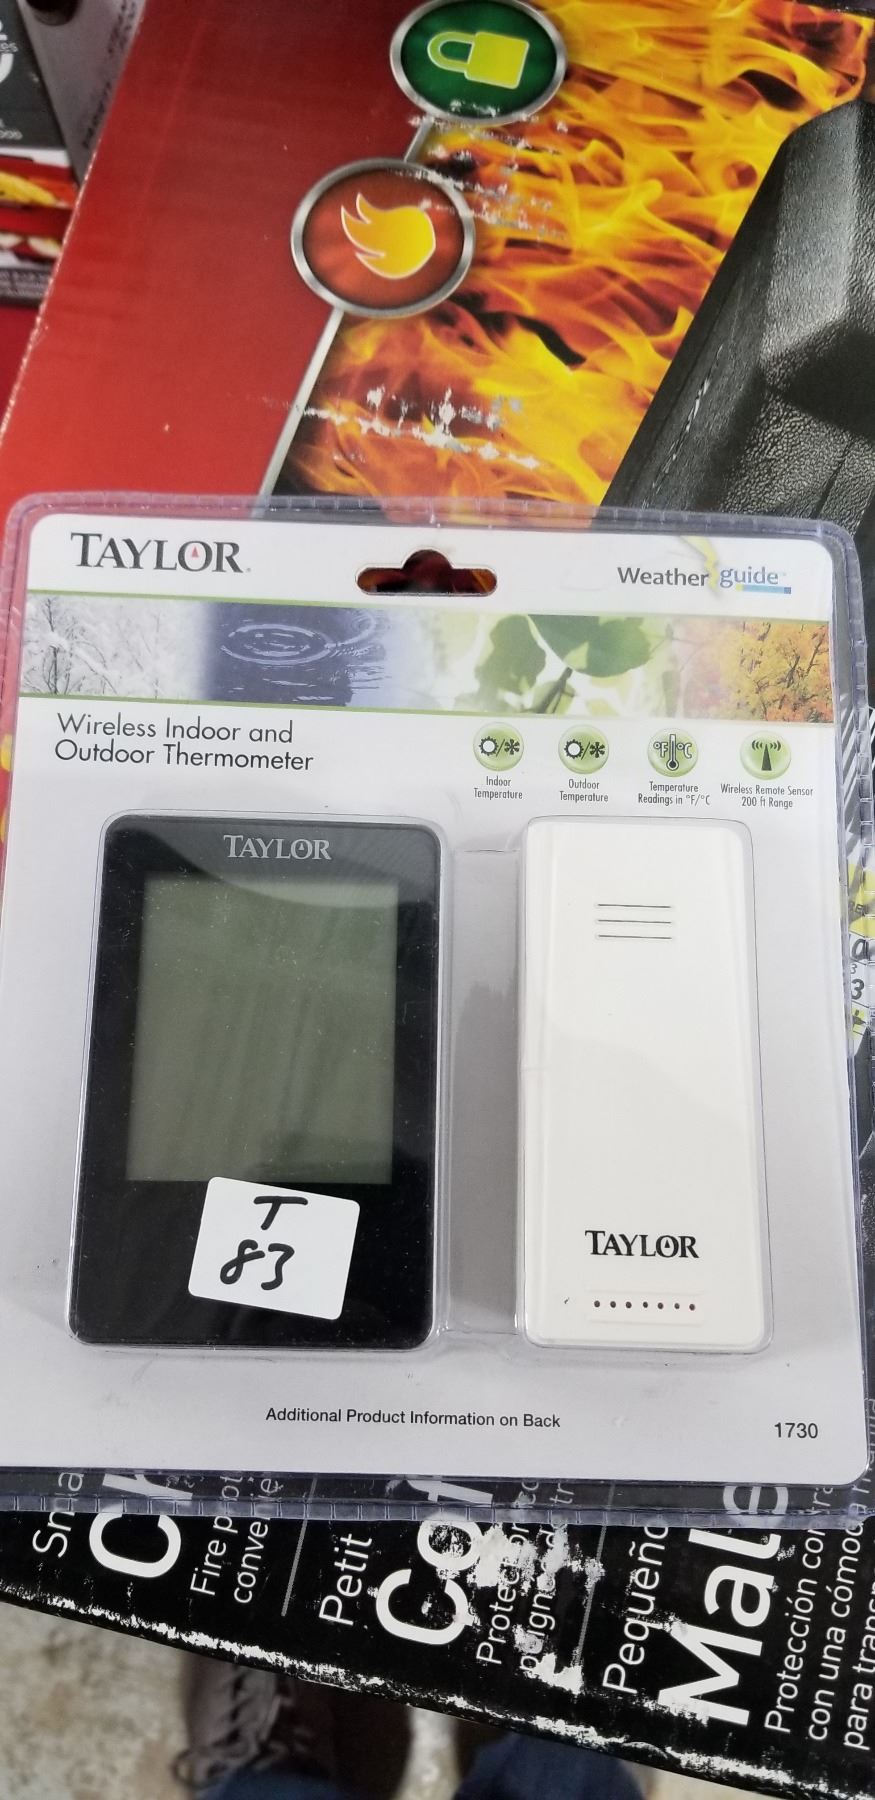 TAYLOR
Weather guide
Wireless Indoor and
Outdoor Thermometer
Indoor
Temperature
Outdoor
Temperature
°F °C
Temperature
Readings in °F/°C
Wireless Remote Sensor
200 ft Range
TAYLOR
T
83
TAYLOR
Additional Product Information on Back
1730
Fire
Petit
Pequeño
Protección
con una cómoda
para